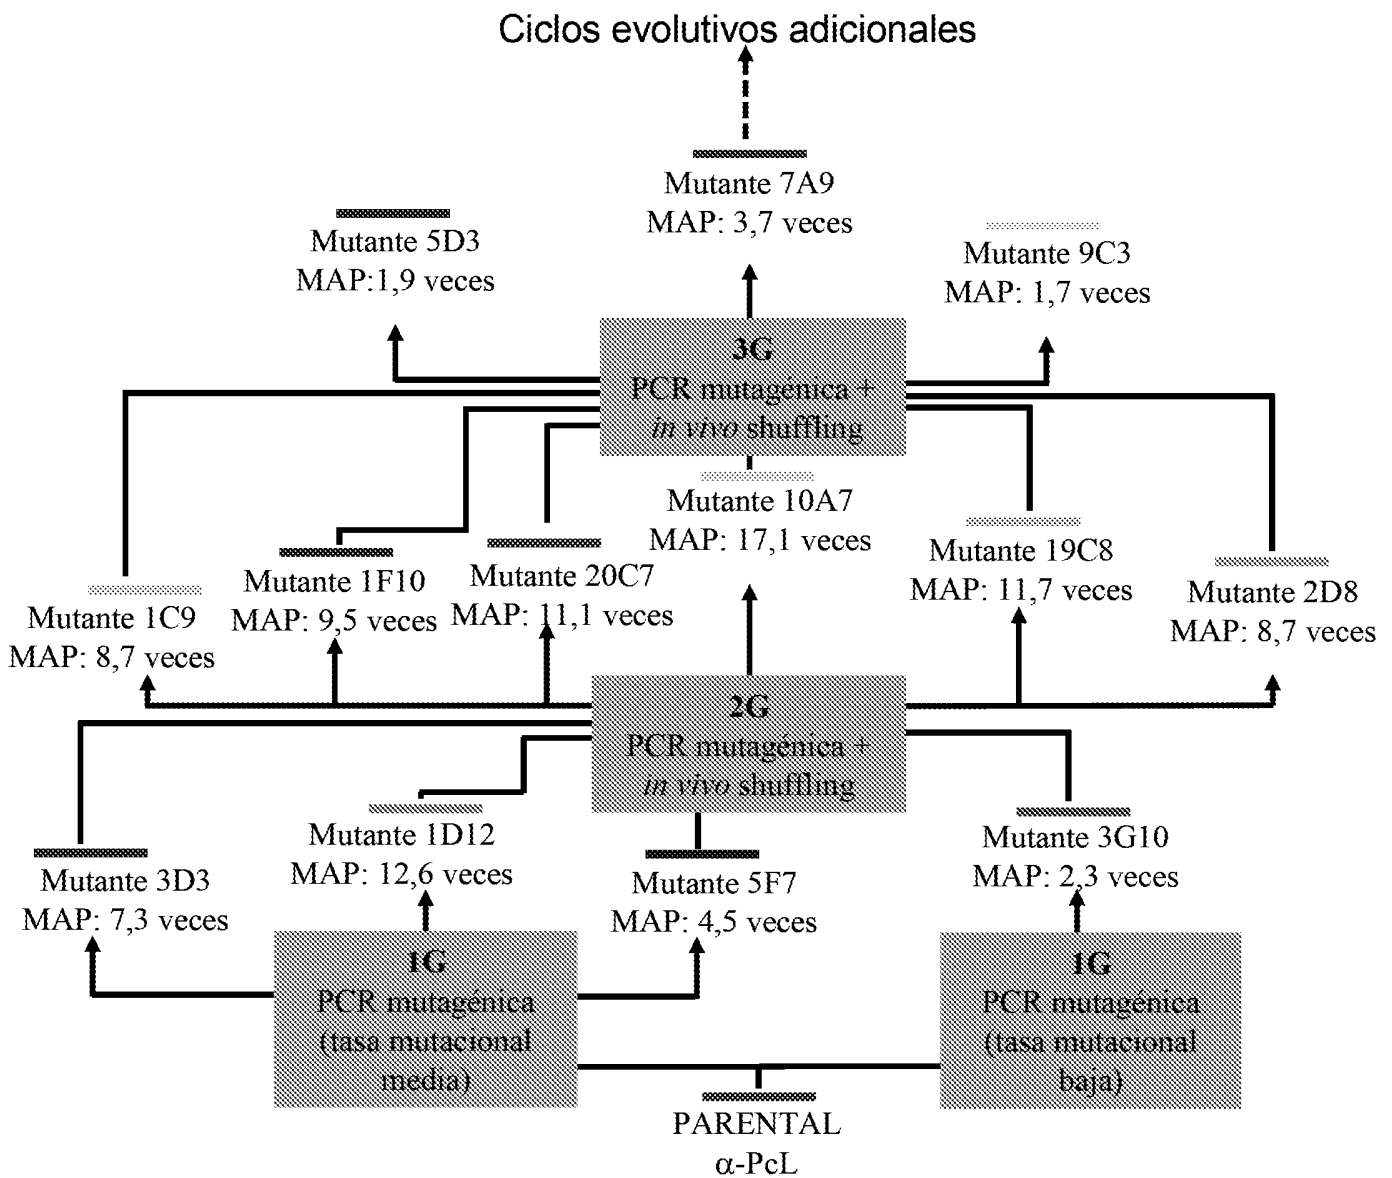 Ciclos evolutivos adicionales
Mutante 7A9
MAP: 3,7 veces
Mutante 5D3
MAP:1,9 veces
Mutante 9C3
MAP: 1,7 veces
3G
PCR mutagénica +
in vivo shuffling
Mutante 10A7
MAP: 17,1 veces
Mutante 1C9
MAP: 8,7 veces
Mutante 1F10
MAP: 9,5 veces
Mutante 20C7
MAP: 11,1 veces
Mutante 19C8
MAP: 11,7 veces
Mutante 2D8
MAP: 8,7 veces
2G
PCR mutagénica +
in vivo shuffling
Mutante 3D3
MAP: 7,3 veces
Mutante 1D12
MAP: 12,6 veces
Mutante 5F7
MAP: 4,5 veces
Mutante 3G10
MAP: 2,3 veces
1G
PCR mutagénica
(tasa mutacional
media)
1G
PCR mutagénica
(tasa mutacional
baja)
PARENTAL
α-PcL